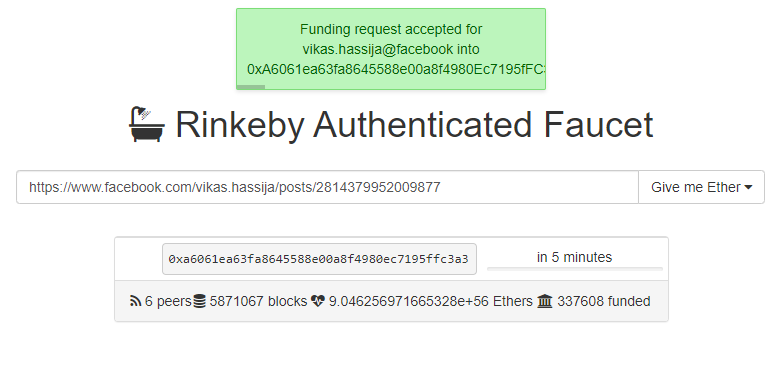 Funding request accepted for
vikas.hassija@facebook into
0xA6061ea63fa8645588e00a8f4980Ec7195fFC3
Rinkeby Authenticated Faucet
https://www.facebook.com/vikas.hassija/posts/2814379952009877 Give me Ether
0xa6061ea63fa8645588e00a8f4980ec7195ffc3a3 in 5 minutes
6 peers 5871067 blocks 9.046256971665328e+56 Ethers 337608 funded